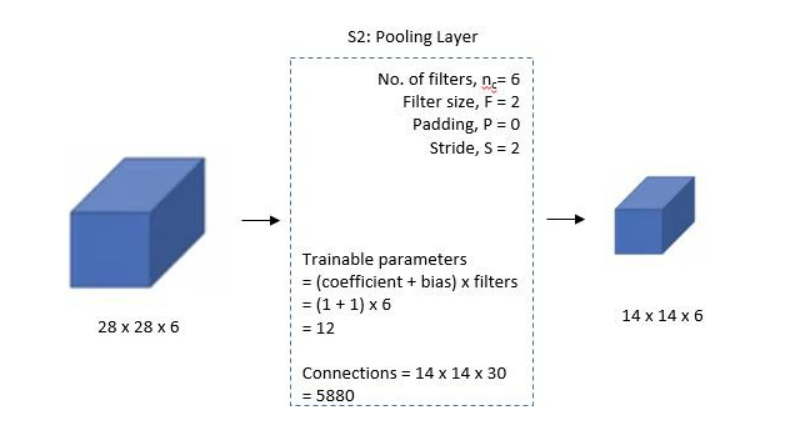 S2: Pooling Layer
No. of filters, nc= 6
Filter size, F = 2
Padding, P = 0
Stride, S = 2
Trainable parameters
= (coefficient + bias) x filters
= (1 + 1) x 6
= 12
Connections = 14 x 14 x 30
= 5880
28 x 28 x 6
14 x 14 x 6